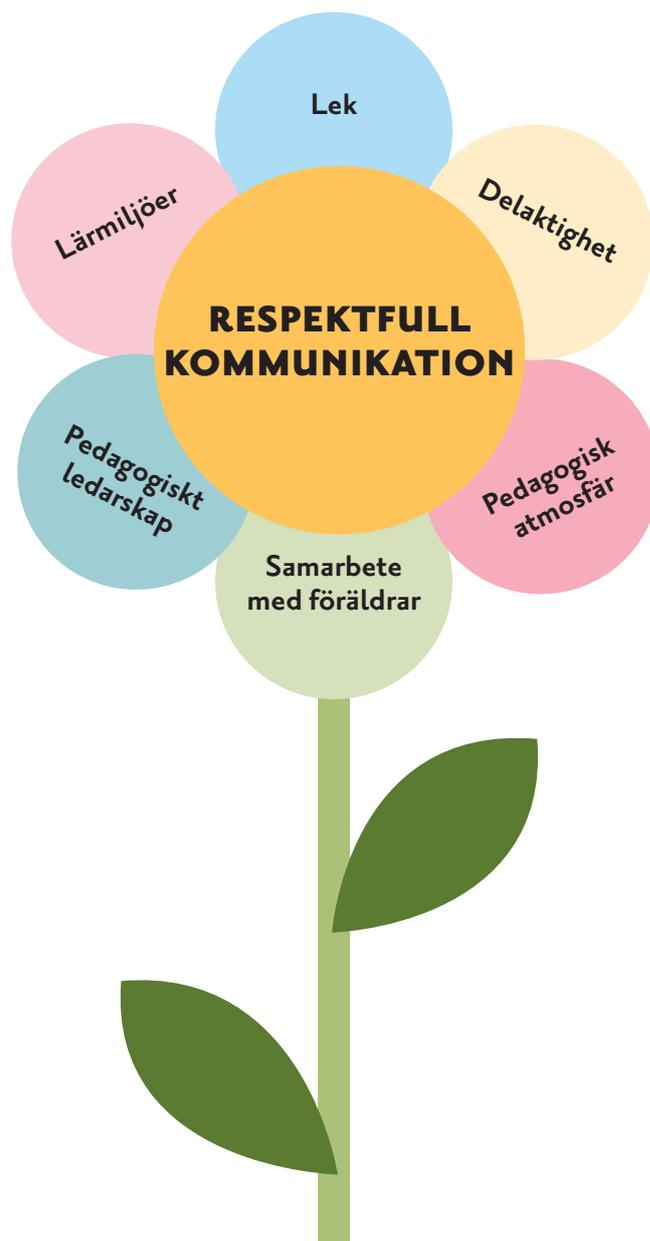 Lek
Lärmiljöer
Delaktighet
RESPEKTFULL
KOMMUNIKATION
Pedagogiskt
ledarskap
Pedagogisk
atmosfär
Samarbete
med föräldrar